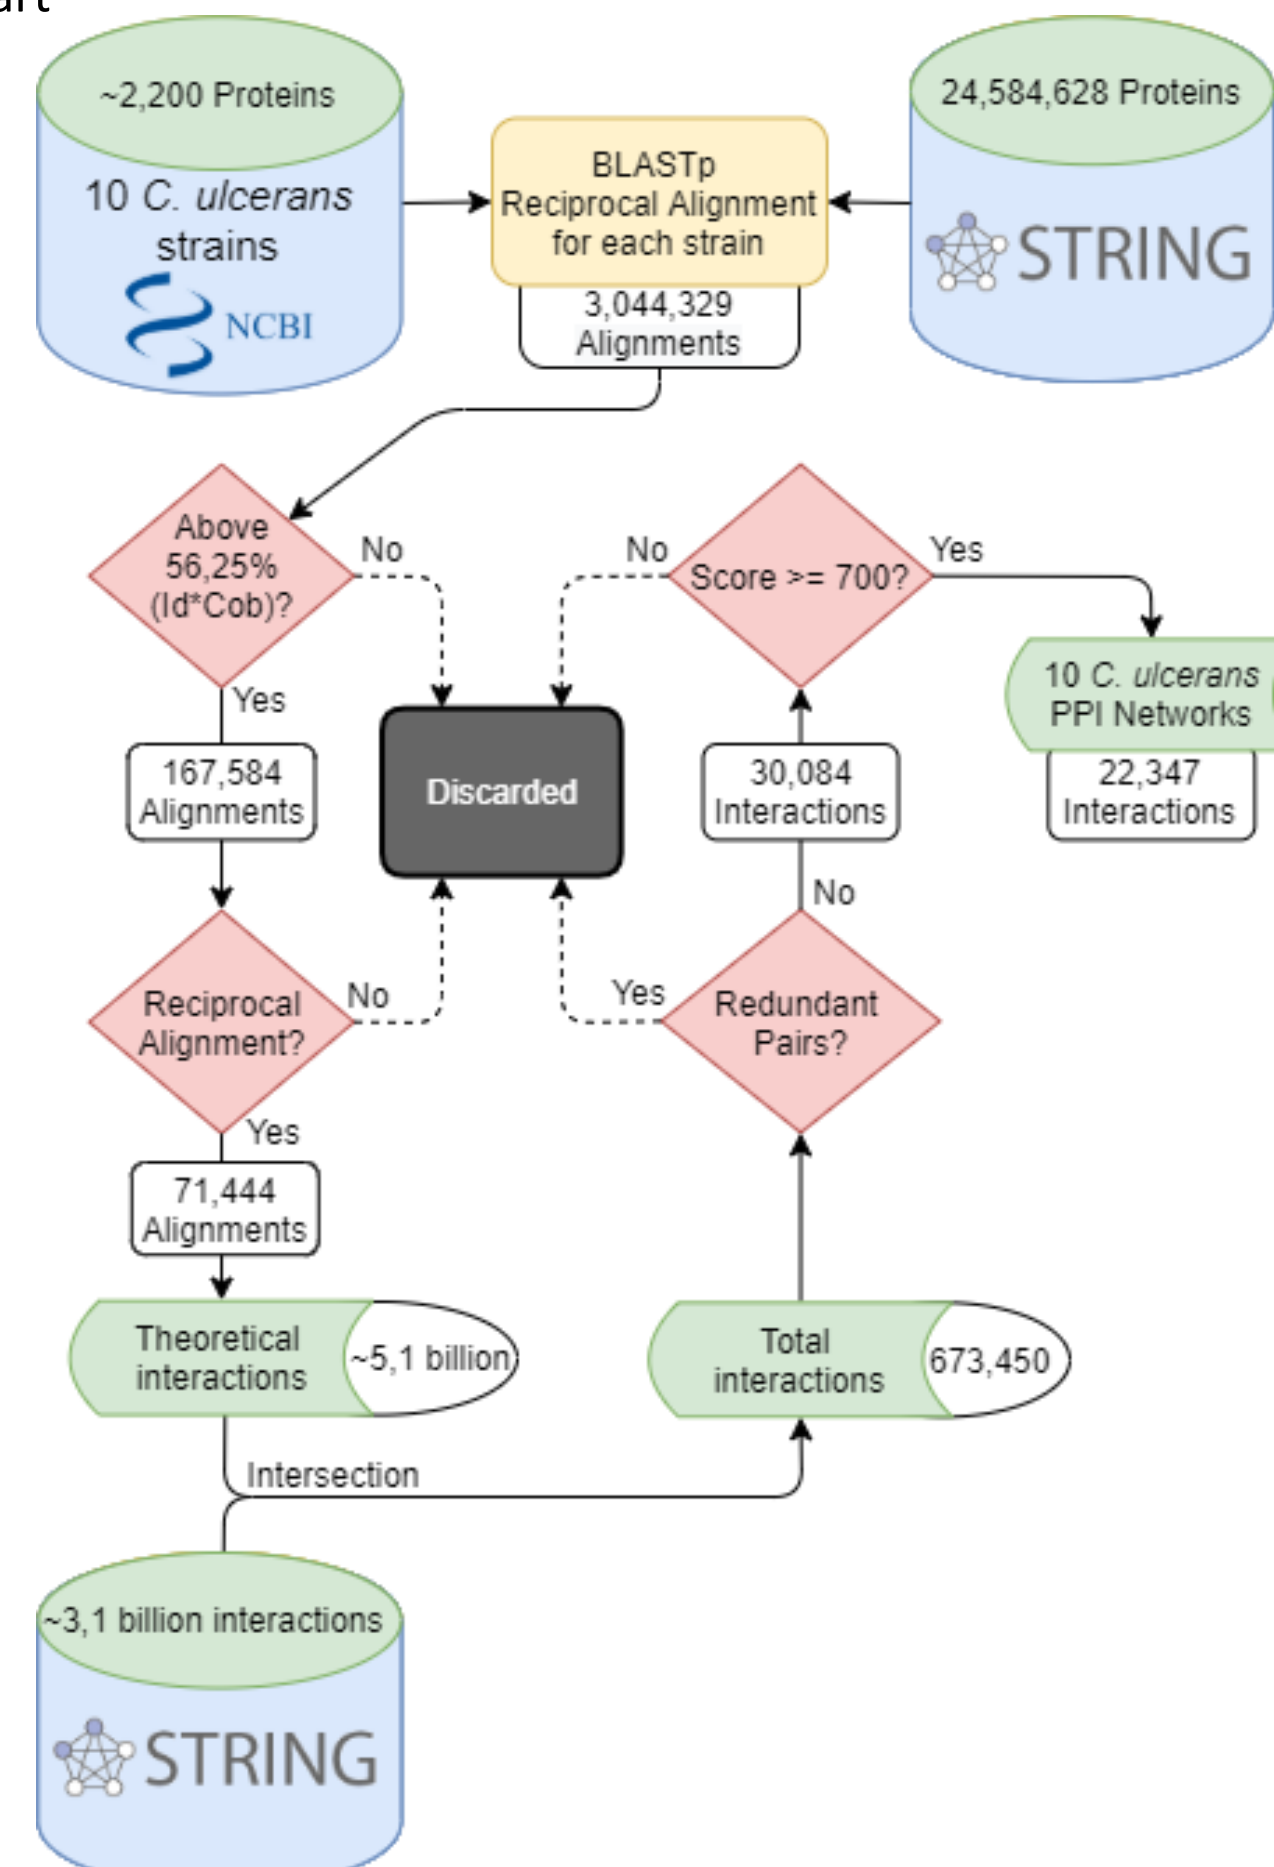 ~2,200 Proteins
10 C. ulcerans
strains
NCBI
BLASTp
Reciprocal Alignment
for each strain
3,044,329
Alignments
24,584,628 Proteins
STRING
Above
56,25%
(Id*Cob)?
No
Yes
167,584
Alignments
Reciprocal
Alignment?
No
Yes
71,444
Alignments
Theoretical
interactions
~5,1 billion
Intersection
~3,1 billion interactions
STRING
Total
interactions
673,450
Redundant
Pairs?
Yes
No
30,084
Interactions
Score >= 700?
No
Yes
Discarded
10 C. ulcerans
PPI Networks
22,347
Interactions